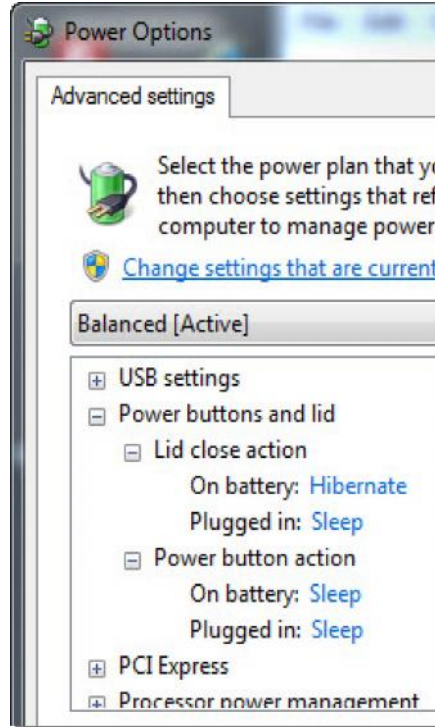 Power Options
Advanced settings
Select the power plan that yo
then choose settings that ref
computer to manage power
Change settings that are current
Balanced [Active]
USB settings
Power buttons and lid
Lid close action
On battery: Hibernate
Plugged in: Sleep
Power button action
On battery: Sleep
Plugged in: Sleep
PCI Express
Processor power management